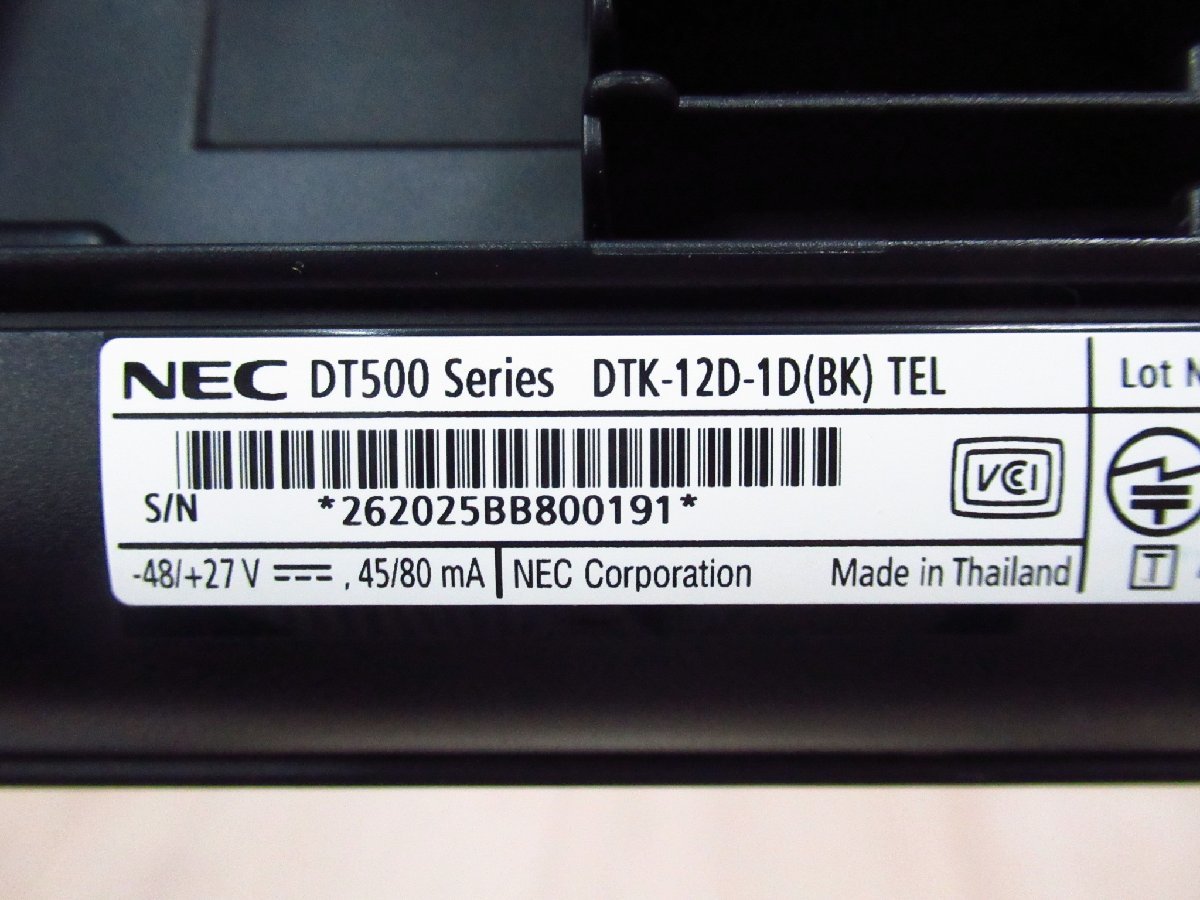 NEC DT500 Series DTK-12D-1D(BK) TEL
Lot
VCCI
S/N *262025BB800191*
T
-48/+27 V ⎓, 45/80 mA NEC Corporation Made in Thailand